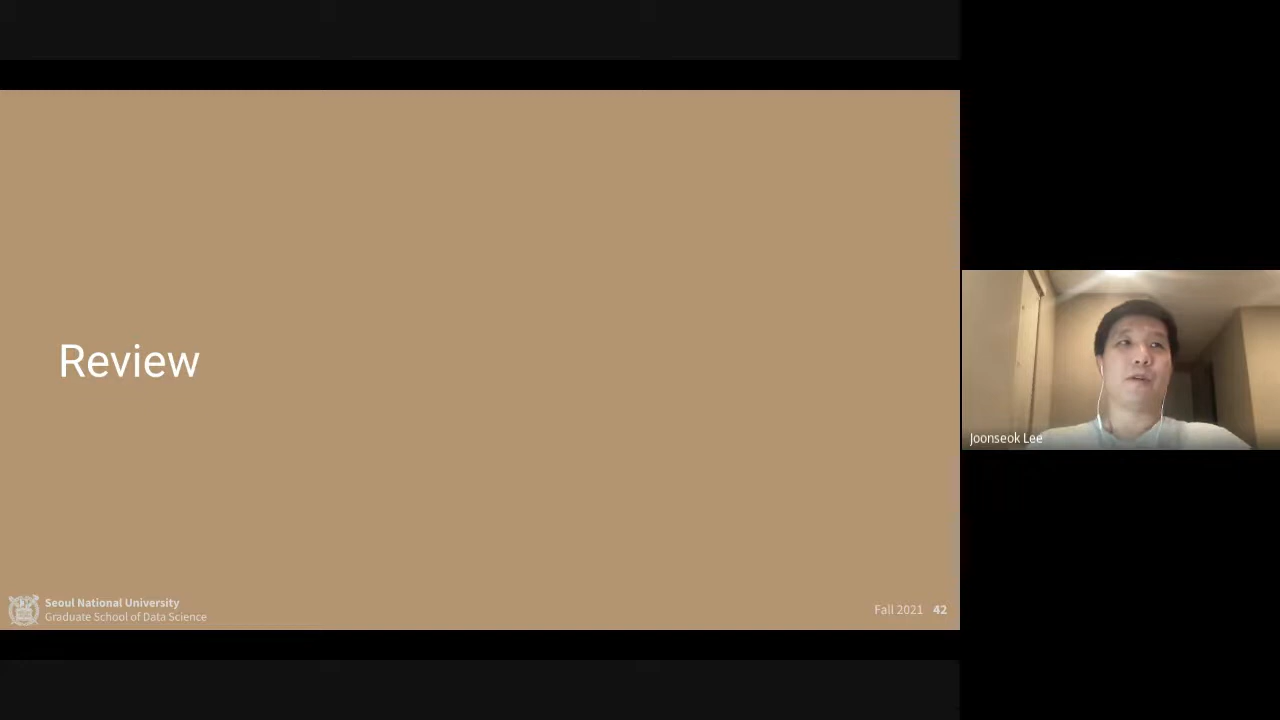 Review
Seoul National University
Graduate School of Data Science
Fall 2021 42
Joonseok Lee